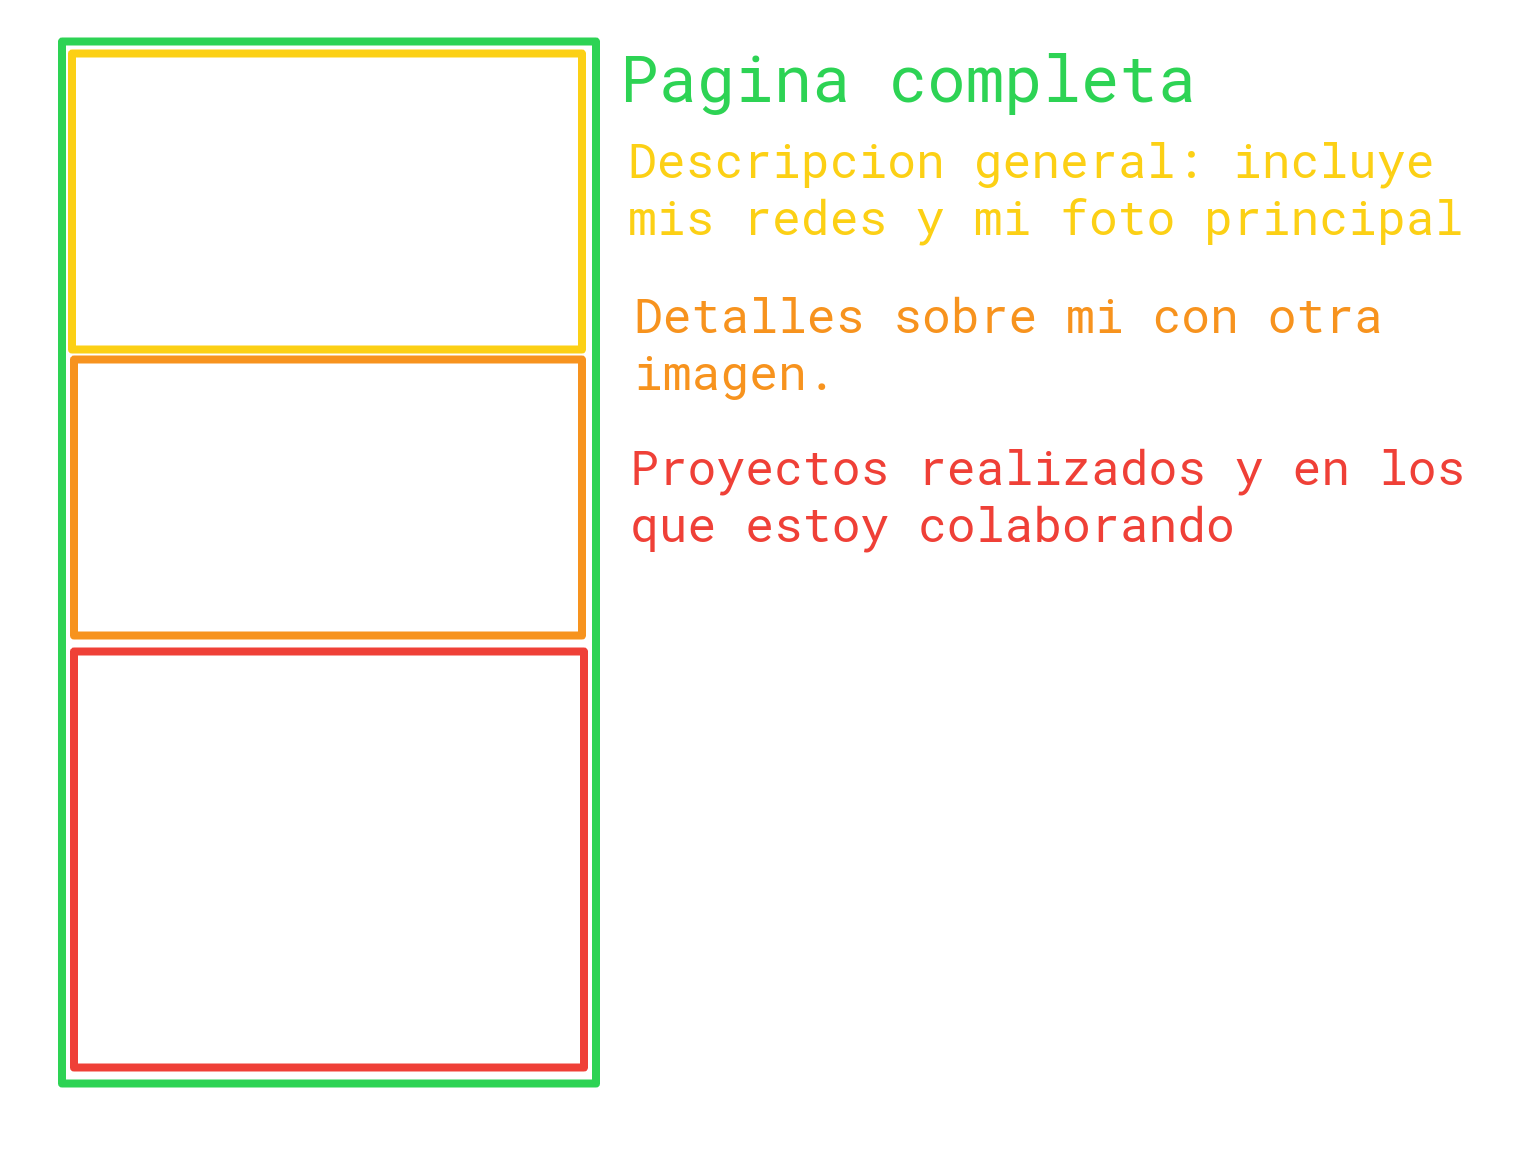 Pagina completa
Descripcion general: incluye
mis redes y mi foto principal
Detalles sobre mi con otra
imagen.
Proyectos realizados y en los
que estoy colaborando